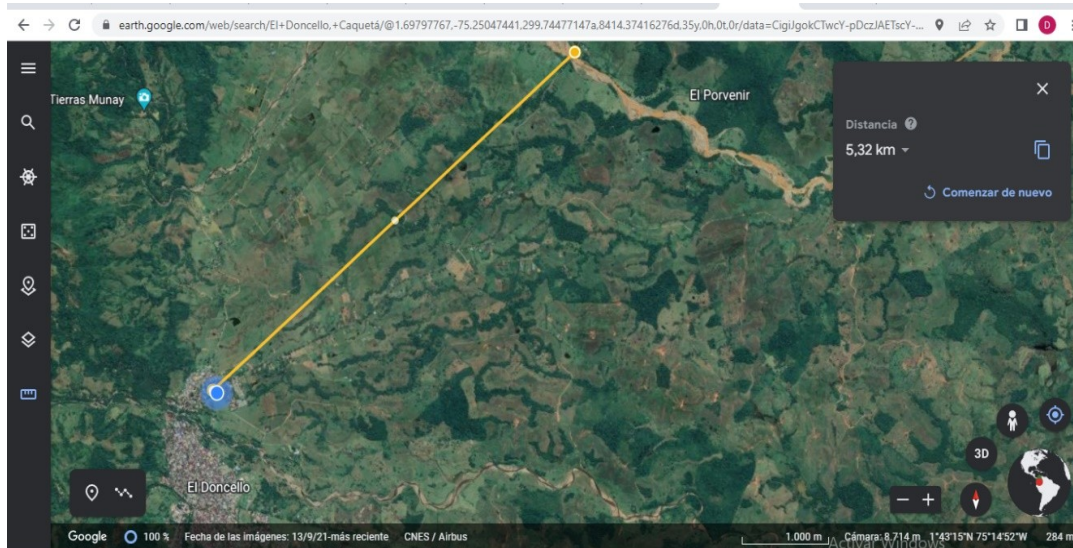 earth.google.com/web/search/El+Doncello,+Caquetá/@1.69797767,-75.25047441,299.74477147a,8414.37416276d,35y,0h,0t,0r/data=CigiJgokCTwcY-pDczJAETscY-...
D
Tierras Munay
El Porvenir
Distancia
5,32 km
Comenzar de nuevo
El Doncello
3D
Google 100 % Fecha de las imágenes: 13/9/21-más reciente CNES / Airbus 1.000 m Cámara: 8.714 m 1°43'15"N 75°14'52"W 284 m
Activar Windows